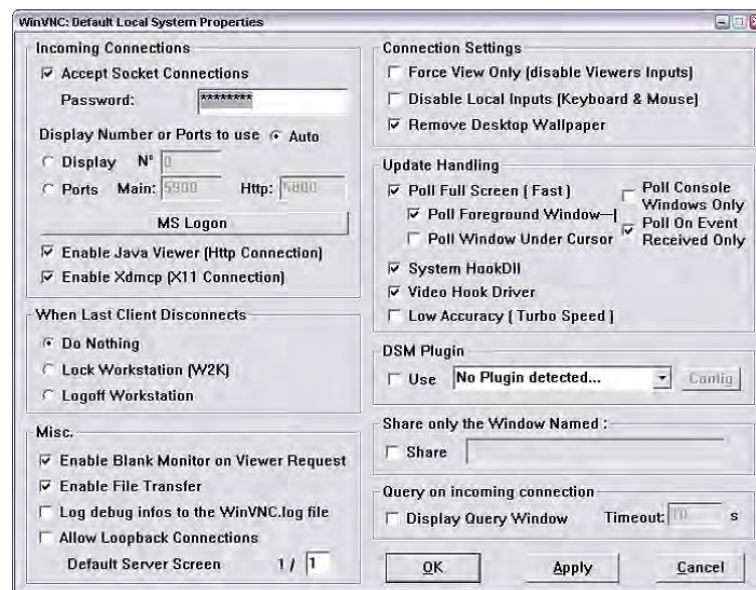 WinVNC: Default Local System Properties
Incoming Connections
Accept Socket Connections
Password: ********
Display Number or Ports to use Auto
Display N° 0
Ports Main: 5900 Http: 5800
MS Logon
Enable Java Viewer (Http Connection)
Enable Xdmcp (X11 Connection)
When Last Client Disconnects
Do Nothing
Lock Workstation (W2K)
Logoff Workstation
Misc.
Enable Blank Monitor on Viewer Request
Enable File Transfer
Log debug infos to the WinVNC.log file
Allow Loopback Connections
Default Server Screen 1 / 1
Connection Settings
Force View Only (disable Viewers Inputs)
Disable Local Inputs (Keyboard & Mouse)
Remove Desktop Wallpaper
Update Handling
Poll Full Screen ( Fast )
Poll Foreground Window
Poll Window Under Cursor
Poll Console
Windows Only
Poll On Event
Received Only
System HookDll
Video Hook Driver
Low Accuracy ( Turbo Speed )
DSM Plugin
Use No Plugin detected... Config
Share only the Window Named :
Share
Query on incoming connection
Display Query Window Timeout: 10 s
OK Apply Cancel